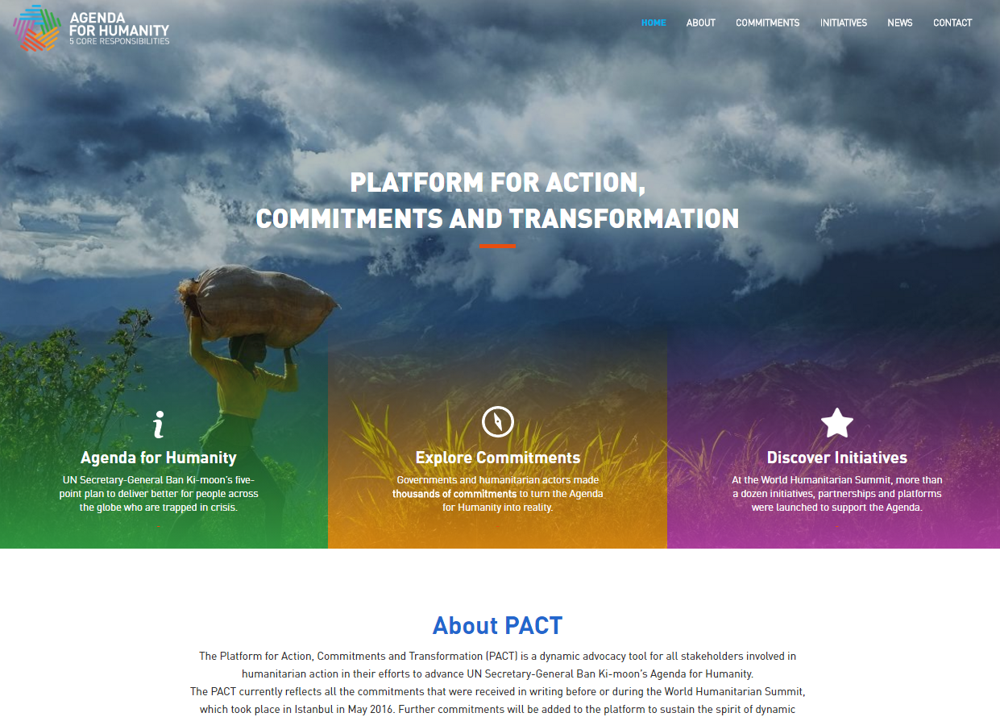 AGENDA
FOR HUMANITY
5 CORE RESPONSIBILITIES
HOME ABOUT COMMITMENTS INITIATIVES NEWS CONTACT
PLATFORM FOR ACTION,
COMMITMENTS AND TRANSFORMATION
Agenda for Humanity
UN Secretary-General Ban Ki-moon's five-
point plan to deliver better for people across
the globe who are trapped in crisis.
Explore Commitments
Governments and humanitarian actors made
thousands of commitments to turn the Agenda
for Humanity into reality.
Discover Initiatives
At the World Humanitarian Summit, more than
a dozen initiatives, partnerships and platforms
were launched to support the Agenda.
About PACT
The Platform for Action, Commitments and Transformation (PACT) is a dynamic advocacy tool for all stakeholders involved in
humanitarian action in their efforts to advance UN Secretary-General Ban Ki-moon's Agenda for Humanity.
The PACT currently reflects all the commitments that were received in writing before or during the World Humanitarian Summit,
which took place in Istanbul in May 2016. Further commitments will be added to the platform to sustain the spirit of dynamic